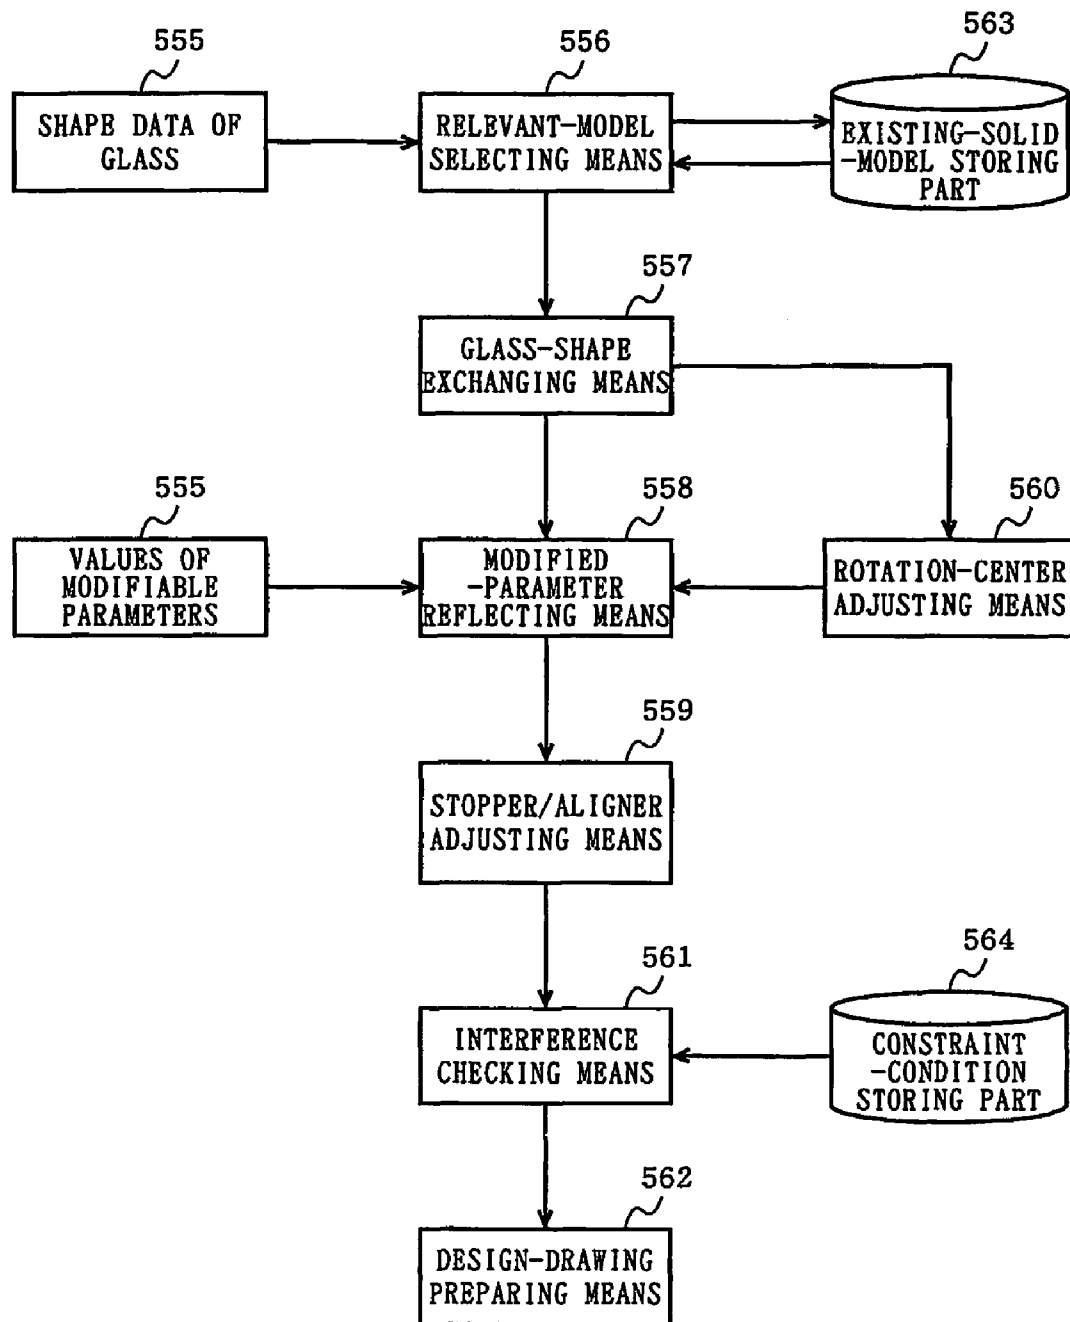 555
SHAPE DATA OF
GLASS
556
RELEVANT-MODEL
SELECTING MEANS
563
EXISTING-SOLID
-MODEL STORING
PART
557
GLASS-SHAPE
EXCHANGING MEANS
555
VALUES OF
MODIFIABLE
PARAMETERS
558
MODIFIED
-PARAMETER
REFLECTING MEANS
560
ROTATION-CENTER
ADJUSTING MEANS
559
STOPPER/ALIGNER
ADJUSTING MEANS
561
INTERFERENCE
CHECKING MEANS
564
CONSTRAINT
-CONDITION
STORING PART
562
DESIGN-DRAWING
PREPARING MEANS